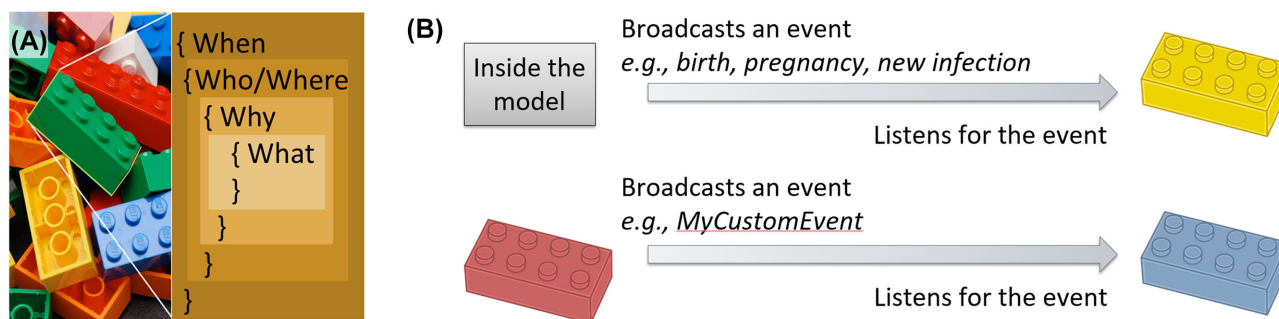 (A)
{ When
{Who/Where
{ Why
{ What
}
}
}
}
(B)
Inside the
model
Broadcasts an event
e.g., birth, pregnancy, new infection
Listens for the event
Broadcasts an event
e.g., MyCustomEvent
Listens for the event